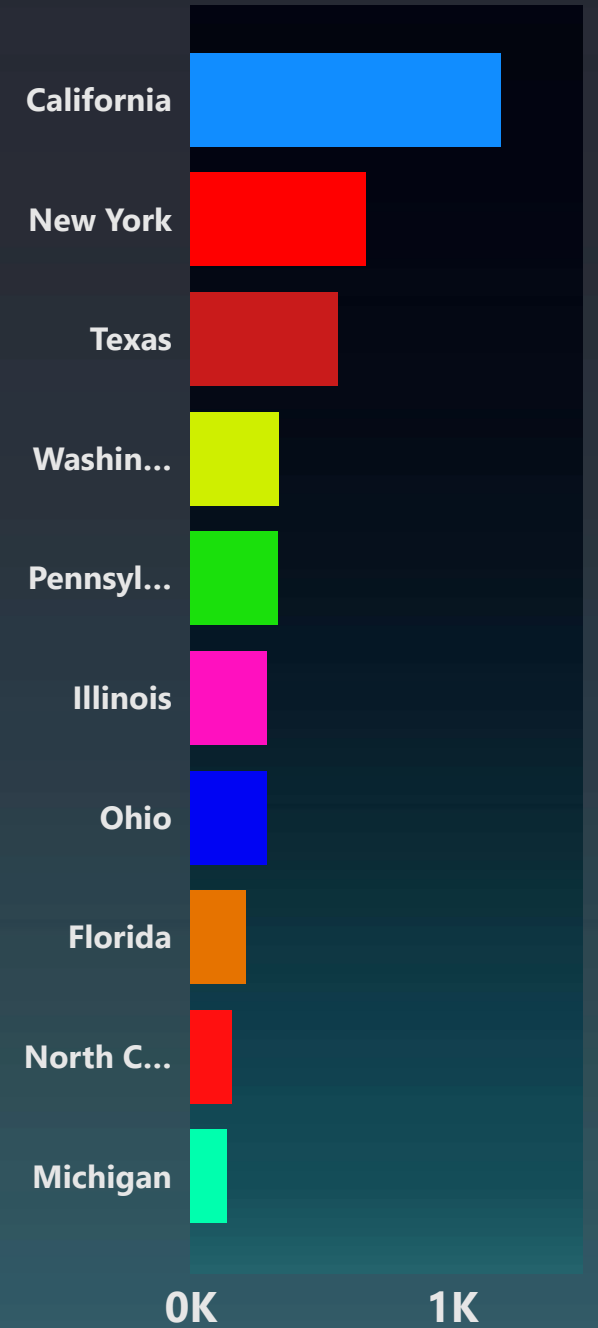 California
New York
Texas
Washin...
Pennsyl...
Illinois
Ohio
Florida
North C...
Michigan
0K 1K